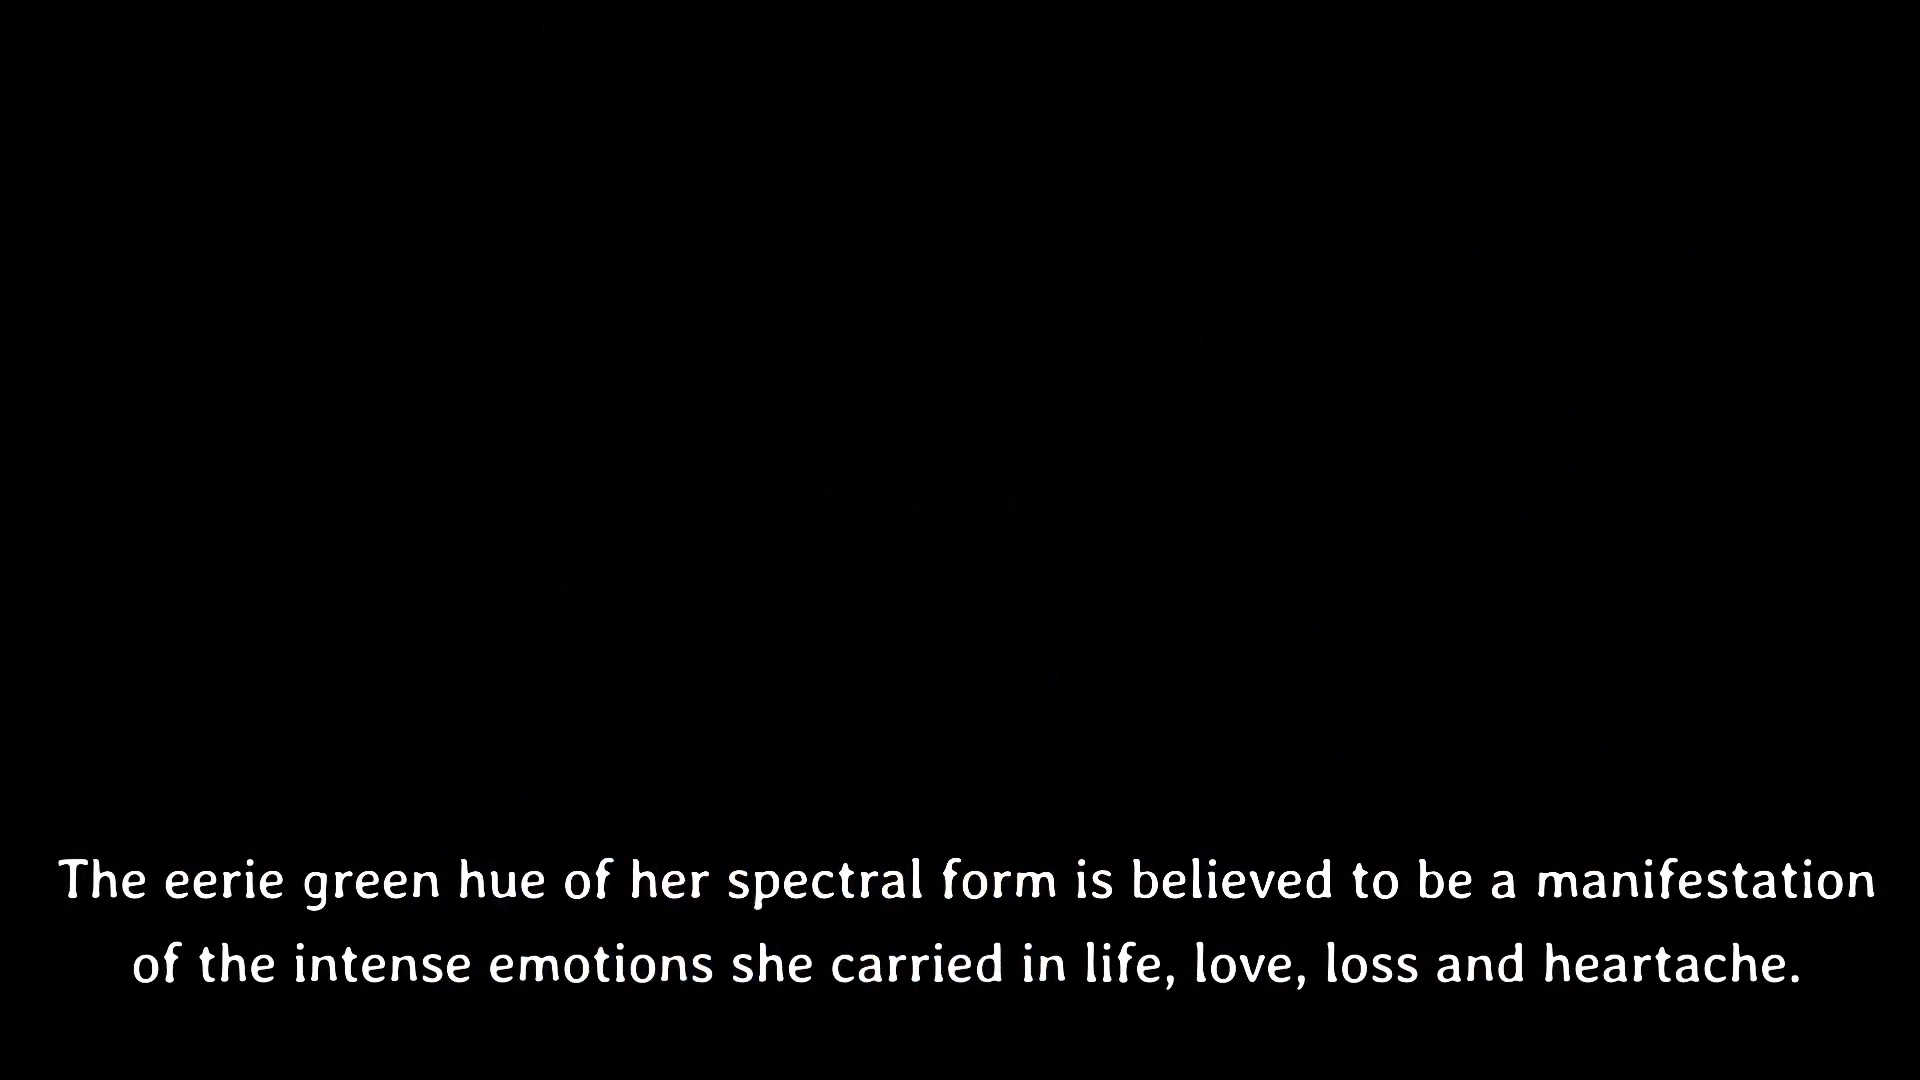 The eerie green hue of her spectral form is believed to be a manifestation
of the intense emotions she carried in life, love, loss and heartache.